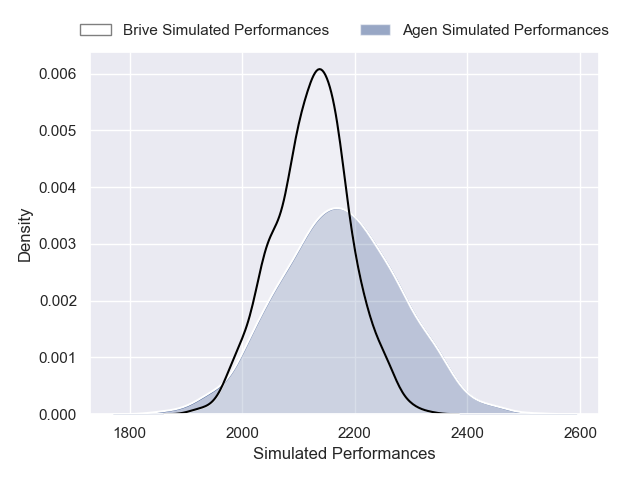 Brive Simulated Performances Agen Simulated Performances
0.006
0.005
0.004
0.003
0.002
0.001
0.000
Density
1800 2000 2200 2400 2600
Simulated Performances